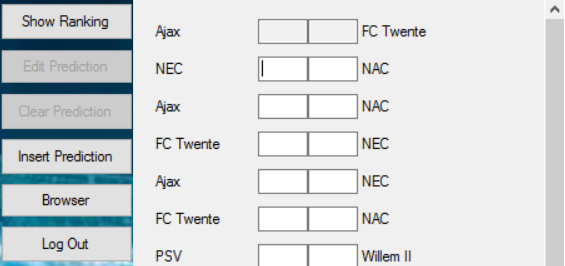 Show Ranking
Edit Prediction
Clear Prediction
Insert Prediction
Browser
Log Out
Ajax FC Twente
NEC NAC
Ajax NAC
FC Twente NEC
Ajax NEC
FC Twente NAC
PSV Willem II